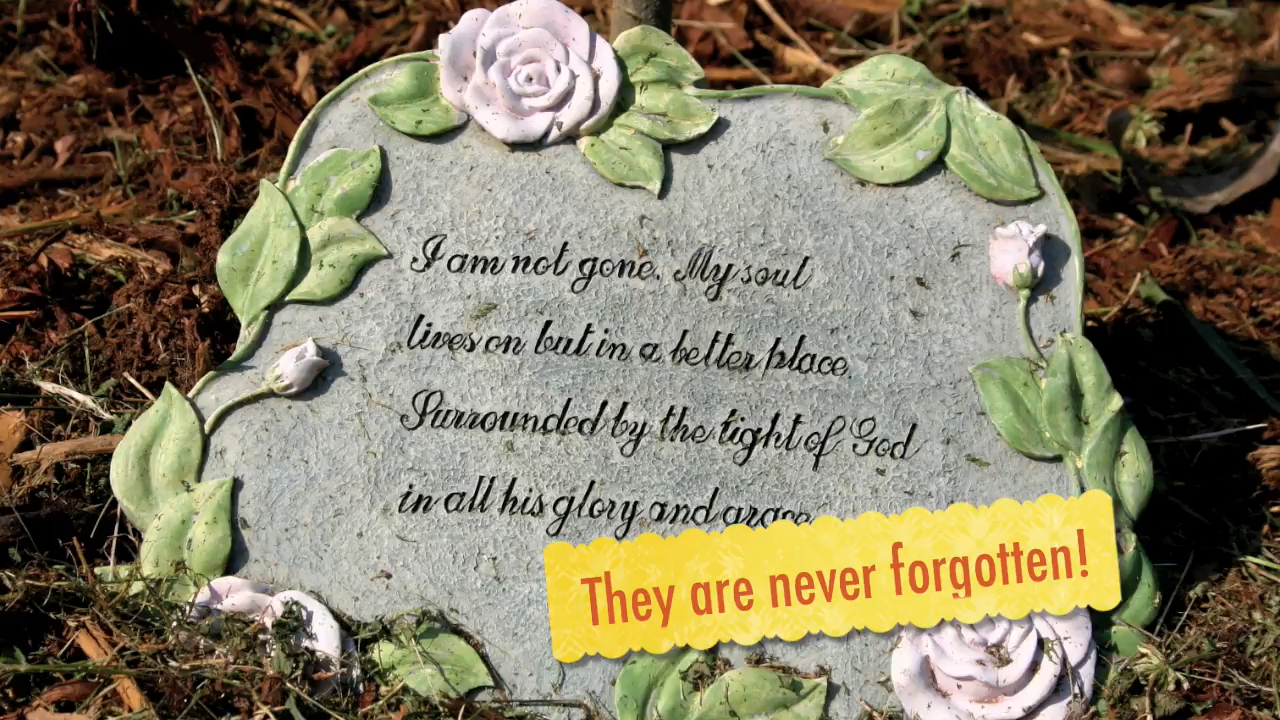 I am not gone. My soul
lives on but in a better place.
Surrounded by the light of God
in all his glory and grace
They are never forgotten!